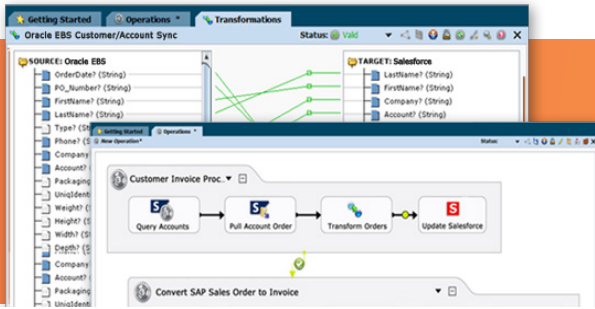 Getting Started Operations * Transformations
Oracle EBS Customer/Account Sync Status: Valid
SOURCE: Oracle EBS
OrderDate? (String)
PO_Number? (String)
FirstName? (String)
LastName? (String)
Type? (St
Phone? (S
Company
Account?
Packaging
UniqIdent
Weight? (
Height? (S
Width? (S
Depth? (S
Company
Account?
Packaging
UniqIdent
TARGET: Salesforce
LastName? (String)
FirstName? (String)
Company? (String)
Account? (String)
Getting Started Operations *
New Operation* Status:
Customer Invoice Proc..
Query Accounts
Pull Account Order
Transform Orders
S
Update Salesforce
Convert SAP Sales Order to Invoice